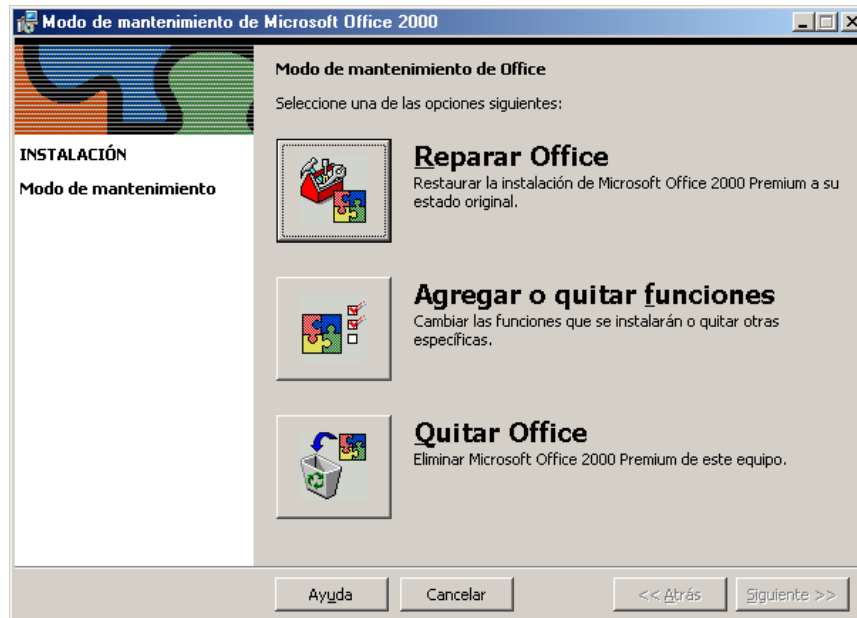 Modo de mantenimiento de Microsoft Office 2000
Modo de mantenimiento de Office
Seleccione una de las opciones siguientes:
INSTALACIÓN
Modo de mantenimiento
Reparar Office
Restaurar la instalación de Microsoft Office 2000 Premium a su
estado original.
Agregar o quitar funciones
Cambiar las funciones que se instalarán o quitar otras
específicas.
Quitar Office
Eliminar Microsoft Office 2000 Premium de este equipo.
Ayuda
Cancelar
<< Atrás
Siguiente >>